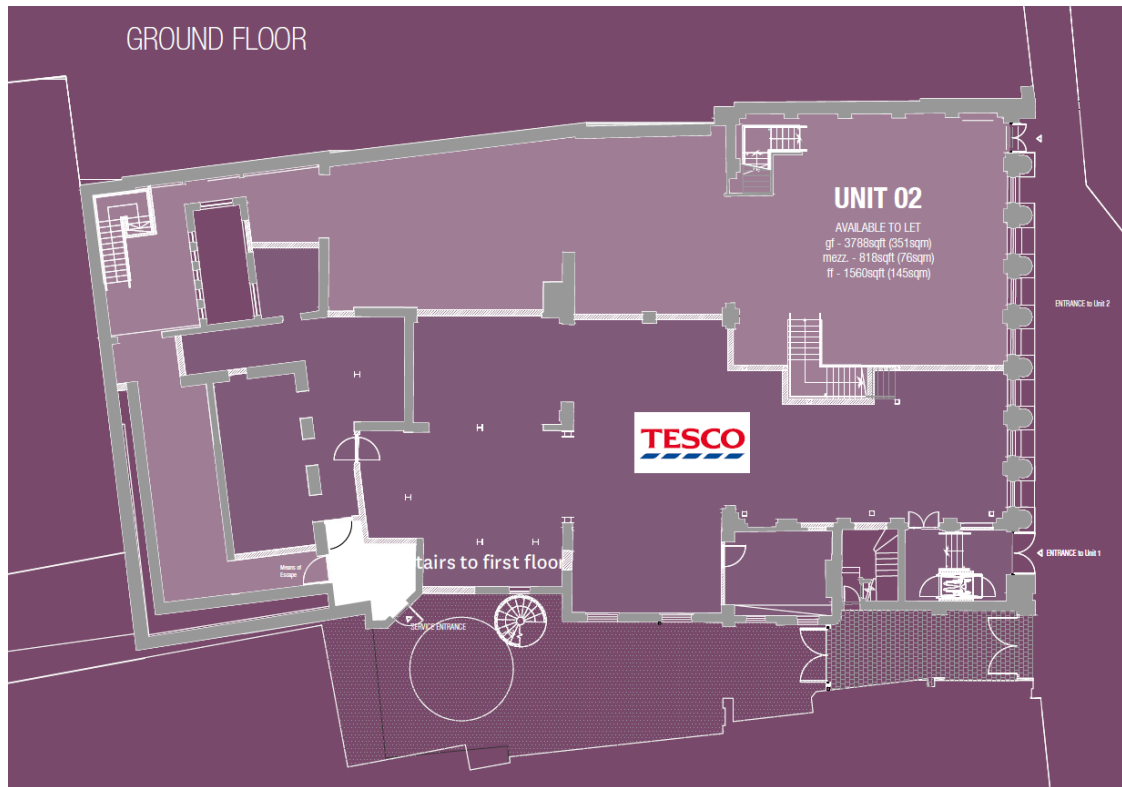 GROUND FLOOR
UNIT 02
AVAILABLE TO LET
gf - 3788sqft (351sqm)
mezz. - 818sqft (76sqm)
ff - 1560sqft (145sqm)
ENTRANCE to Unit 2
TESCO
ENTRANCE to Unit 1
tairs to first floor
Means of
Escape
SERVICE ENTRANCE